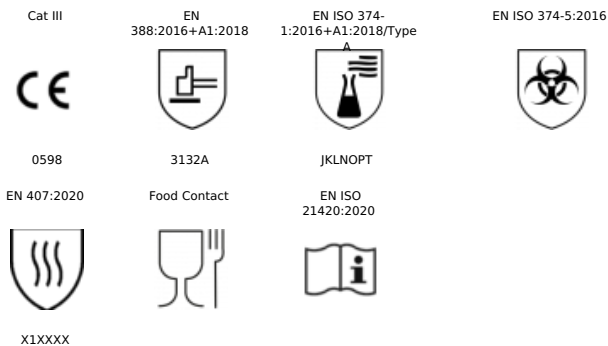 Cat III
EN
388:2016+A1:2018
EN ISO 374-
1:2016+A1:2018/Type
A
EN ISO 374-5:2016
CE
0598
3132A
JKLNOPT
EN 407:2020
Food Contact
EN ISO
21420:2020
i
X1XXXX